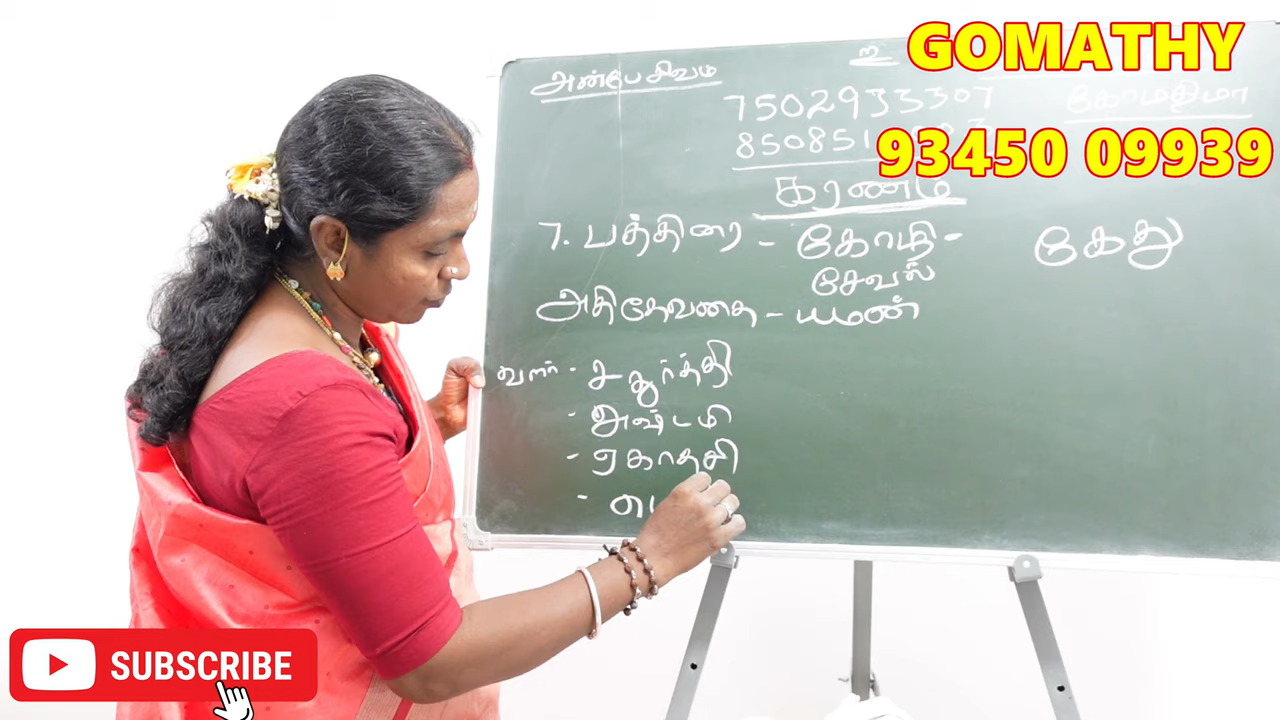 GOMATHY
93450 09939
அன்பே சிவம்
உ
7502933307
கோமதிமா
கரணம்
7. பத்திரை - கோழி - கேது
சேவல்
அதிதேவதை - யமன்
வளர் - சதுர்த்தி
- அஷ்டமி
- ஏகாதசி
SUBSCRIBE